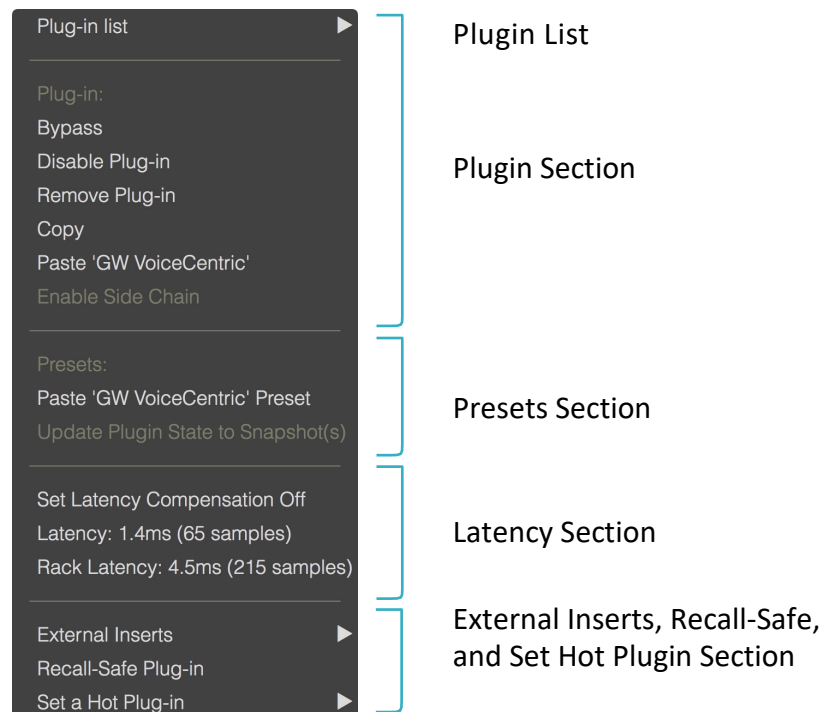 Plug-in list ▶
Plugin List
Plug-in:
Bypass
Disable Plug-in
Plugin Section
Remove Plug-in
Copy
Paste 'GW VoiceCentric'
Enable Side Chain
Presets:
Paste 'GW VoiceCentric' Preset
Presets Section
Update Plugin State to Snapshot(s)
Set Latency Compensation Off
Latency: 1.4ms (65 samples)
Latency Section
Rack Latency: 4.5ms (215 samples)
External Inserts ▶
Recall-Safe Plug-in
Set a Hot Plug-in ▶
External Inserts, Recall-Safe,
and Set Hot Plugin Section